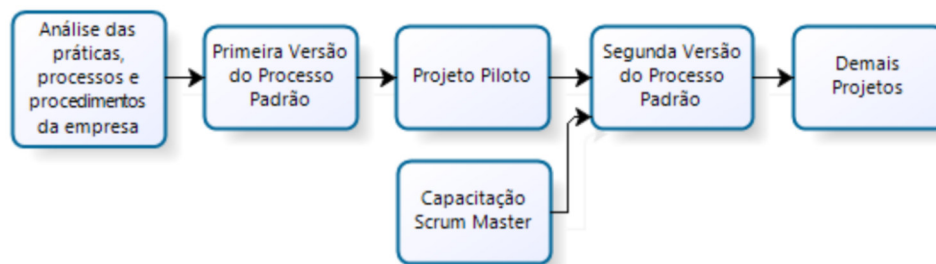 Análise das
práticas,
processos e
procedimentos
da empresa
Primeira Versão
do Processo
Padrão
Projeto Piloto
Segunda Versão
do Processo
Padrão
Demais
Projetos
Capacitação
Scrum Master